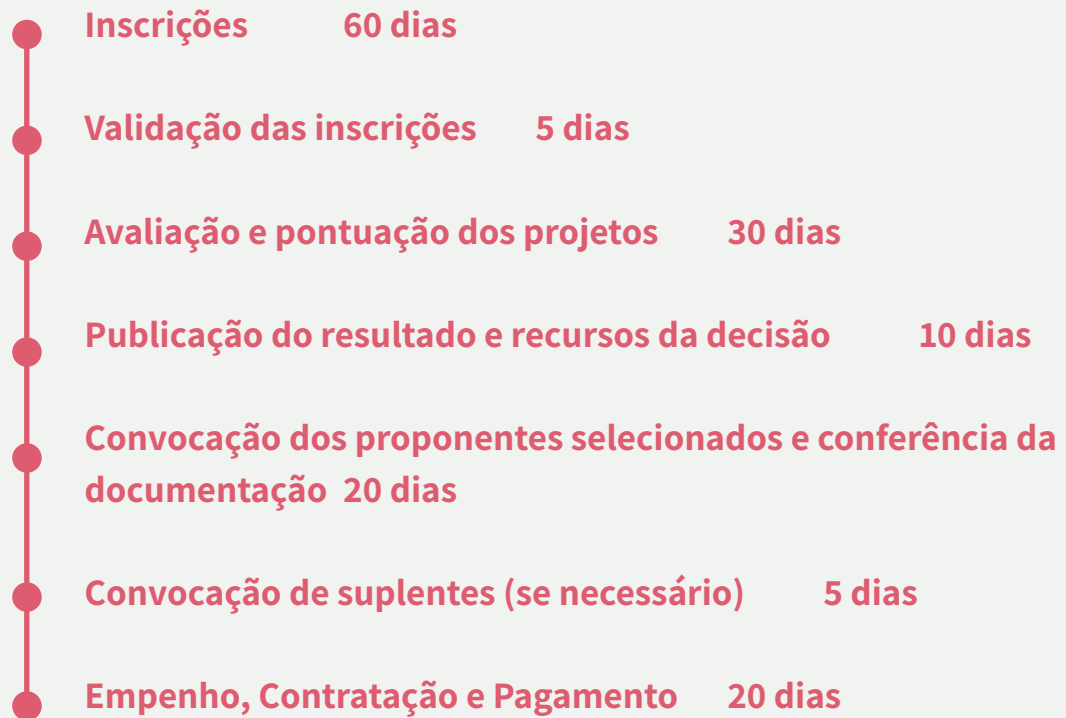 Inscrições 60 dias
Validação das inscrições 5 dias
Avaliação e pontuação dos projetos 30 dias
Publicação do resultado e recursos da decisão 10 dias
Convocação dos proponentes selecionados e conferência da
documentação 20 dias
Convocação de suplentes (se necessário) 5 dias
Empenho, Contratação e Pagamento 20 dias